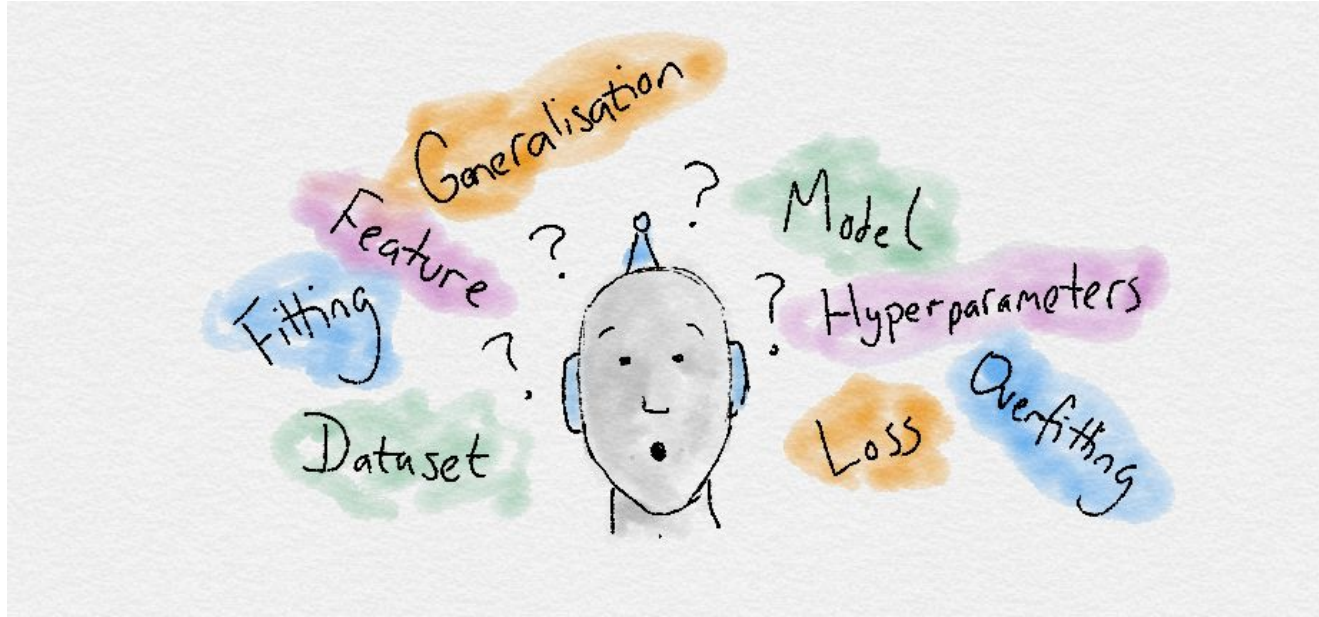 Generalisation
?
Model
Feature
?
Hyperparameters
?
Fitting
?
Overfitting
Dataset
Loss